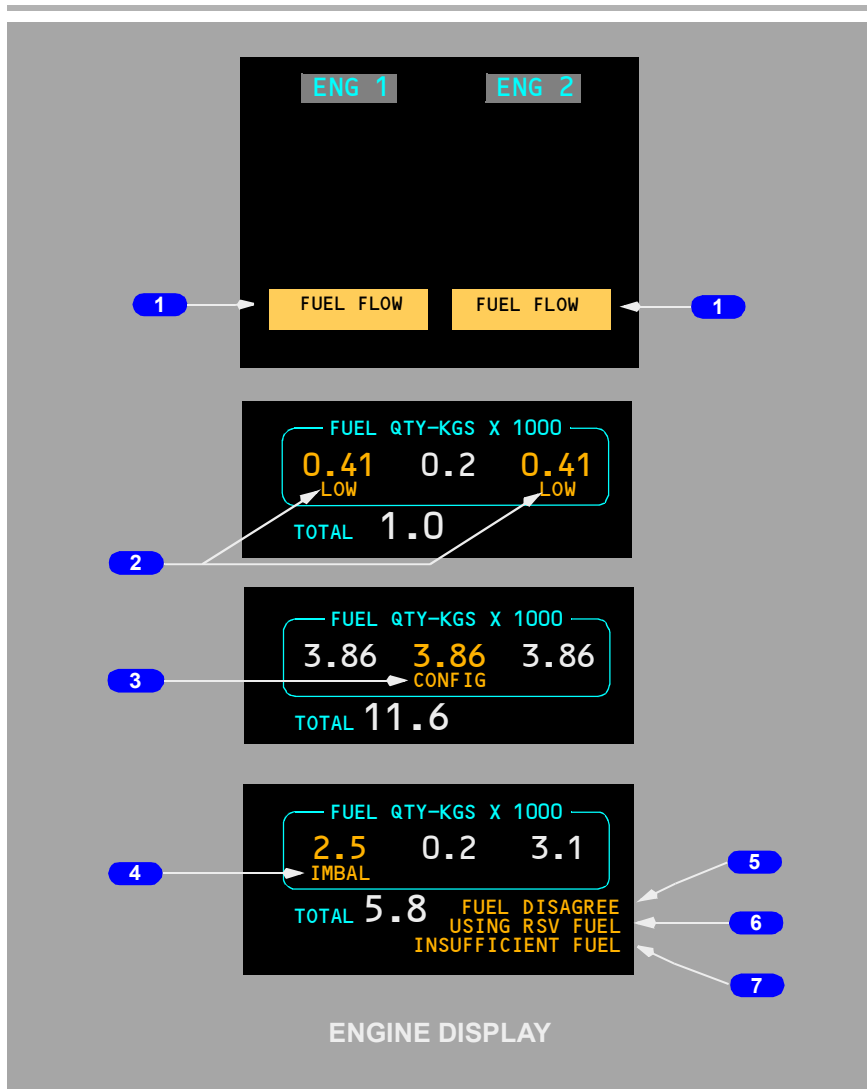 ENG 1 ENG 2
1 FUEL FLOW FUEL FLOW 1
FUEL QTY-KGS X 1000
0.41 0.2 0.41
LOW LOW
TOTAL 1.0
2
FUEL QTY-KGS X 1000
3.86 3.86 3.86
3 CONFIG
TOTAL 11.6
FUEL QTY-KGS X 1000
2.5 0.2 3.1
4 IMBAL
5
TOTAL 5.8 FUEL DISAGREE
USING RSV FUEL 6
INSUFFICIENT FUEL
7
ENGINE DISPLAY